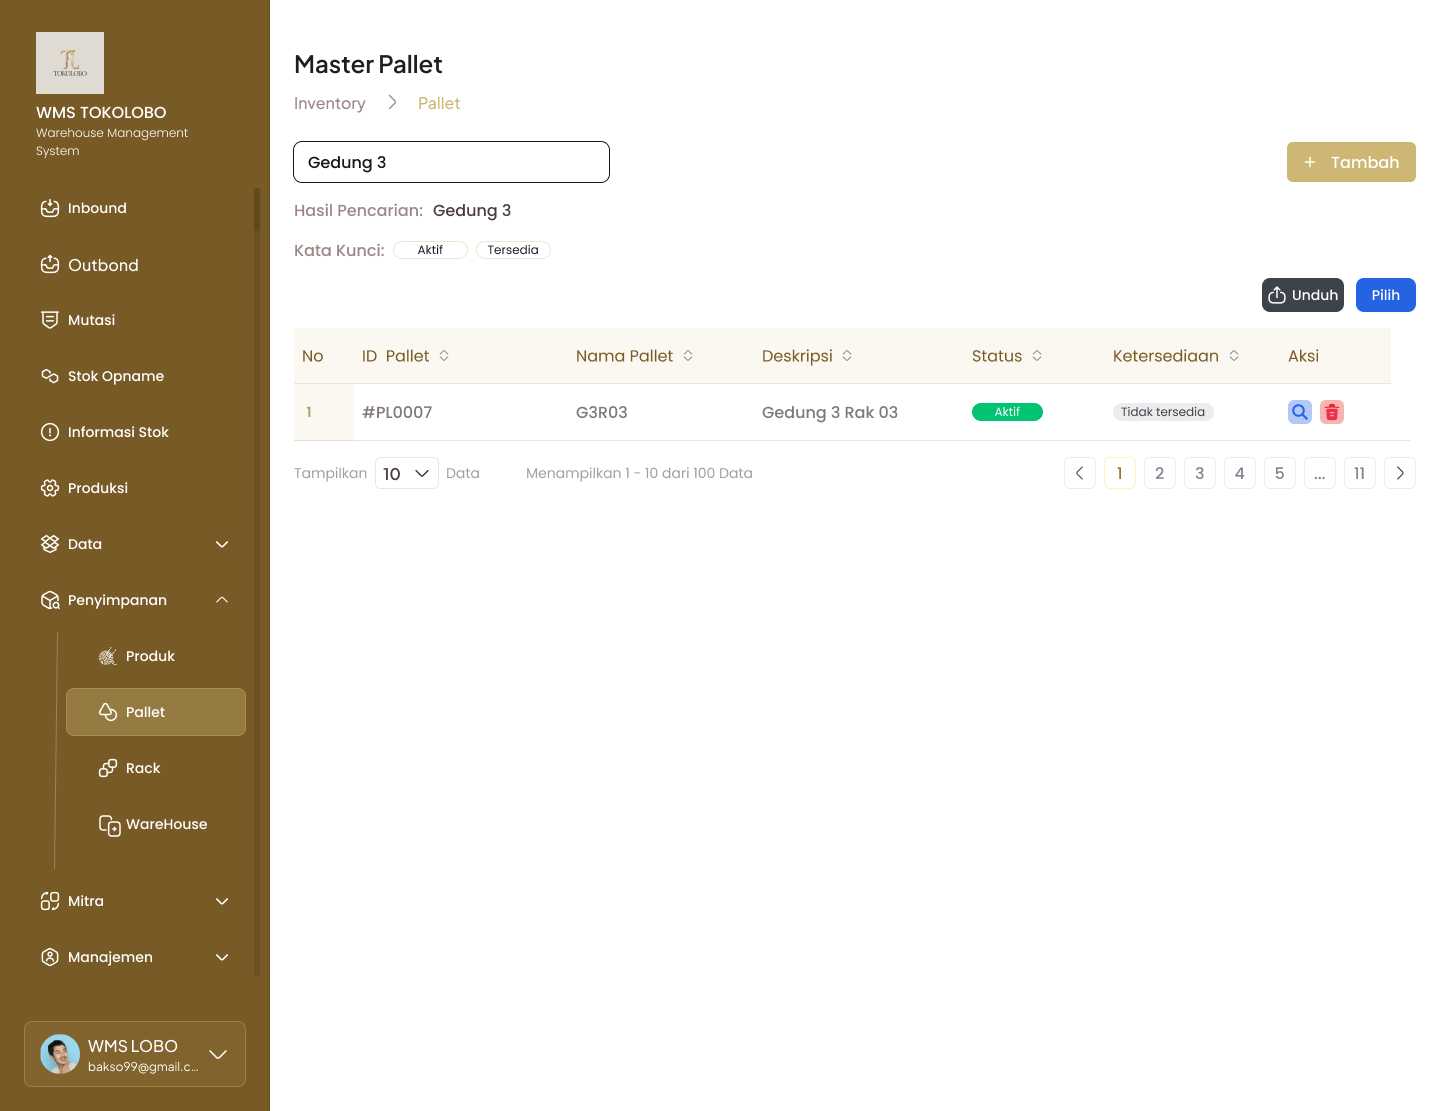 TL
TOKOLOBO
WMS TOKOLOBO
Warehouse Management
System
Inbound
Outbond
Mutasi
Stok Opname
Informasi Stok
Produksi
Data
Penyimpanan
Produk
Pallet
Rack
WareHouse
Mitra
Manajemen
WMS LOBO
bakso99@gmail.c...
Master Pallet
Inventory > Pallet
Gedung 3
+ Tambah
Hasil Pencarian: Gedung 3
Kata Kunci: Aktif Tersedia
Unduh Pilih
No ID Pallet Nama Pallet Deskripsi Status Ketersediaan Aksi
1 #PL0007 G3R03 Gedung 3 Rak 03 Aktif Tidak tersedia
Tampilkan 10 Data Menampilkan 1 - 10 dari 100 Data < 1 2 3 4 5 ... 11 >